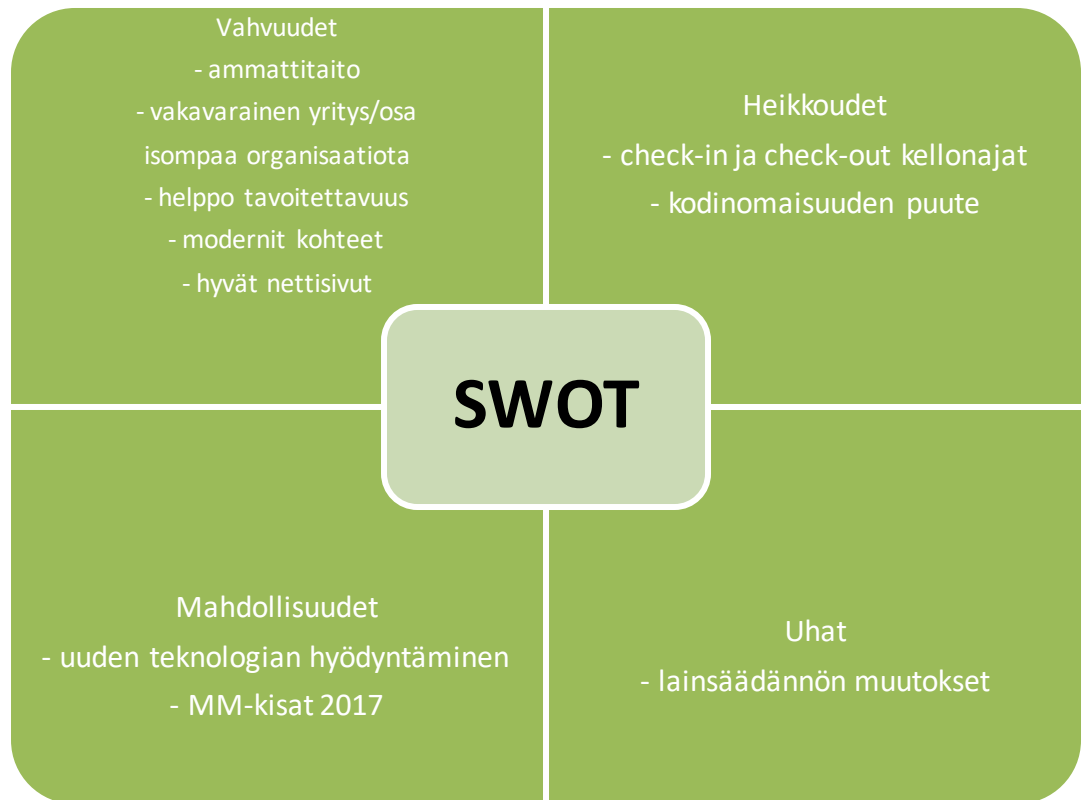 Vahvuudet
- ammattitaito
- vakavarainen yritys/osa
isompaa organisaatiota
- helppo tavoitettavuus
- modernit kohteet
- hyvät nettisivut
Heikkoudet
- check-in ja check-out kellonajat
- kodinomaisuuden puute
SWOT
Mahdollisuudet
- uuden teknologian hyödyntäminen
- MM-kisat 2017
Uhat
- lainsäädännön muutokset